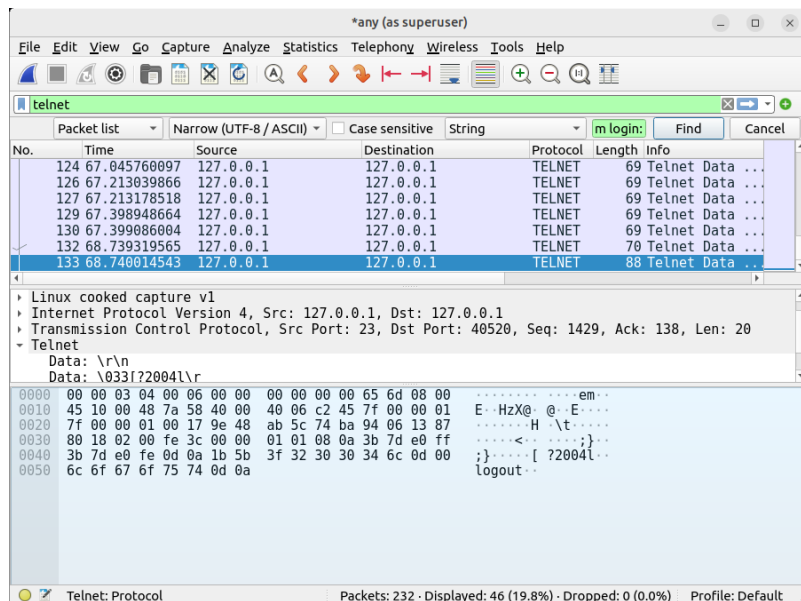 *any (as superuser)
File Edit View Go Capture Analyze Statistics Telephony Wireless Tools Help
telnet
Packet list Narrow (UTF-8 / ASCII) Case sensitive String m login: Find Cancel
No. Time Source Destination Protocol Length Info
124 67.045760097 127.0.0.1 127.0.0.1 TELNET 69 Telnet Data ...
126 67.213039866 127.0.0.1 127.0.0.1 TELNET 69 Telnet Data ...
127 67.213178518 127.0.0.1 127.0.0.1 TELNET 69 Telnet Data ...
129 67.398948664 127.0.0.1 127.0.0.1 TELNET 69 Telnet Data ...
130 67.399086004 127.0.0.1 127.0.0.1 TELNET 69 Telnet Data ...
132 68.739319565 127.0.0.1 127.0.0.1 TELNET 70 Telnet Data ...
133 68.740014543 127.0.0.1 127.0.0.1 TELNET 88 Telnet Data ...
Linux cooked capture v1
Internet Protocol Version 4, Src: 127.0.0.1, Dst: 127.0.0.1
Transmission Control Protocol, Src Port: 23, Dst Port: 40520, Seq: 1429, Ack: 138, Len: 20
Telnet
Data: \r\n
Data: \033[?2004l\r
0000 00 00 03 04 00 06 00 00 00 00 00 00 65 6d 08 00 ········ ····em··
0010 45 10 00 48 7a 58 40 00 40 06 c2 45 7f 00 00 01 E··HzX@· @··E····
0020 7f 00 00 01 00 17 9e 48 ab 5c 74 ba 94 06 13 87 ·······H ·\t·····
0030 80 18 02 00 fe 3c 00 00 01 01 08 0a 3b 7d e0 ff ·····<·· ····;}··
0040 3b 7d e0 fe 0d 0a 1b 5b 3f 32 30 30 34 6c 0d 00 ;}·····[ ?2004l··
0050 6c 6f 67 6f 75 74 0d 0a logout··
Telnet: Protocol Packets: 232 · Displayed: 46 (19.8%) · Dropped: 0 (0.0%) Profile: Default